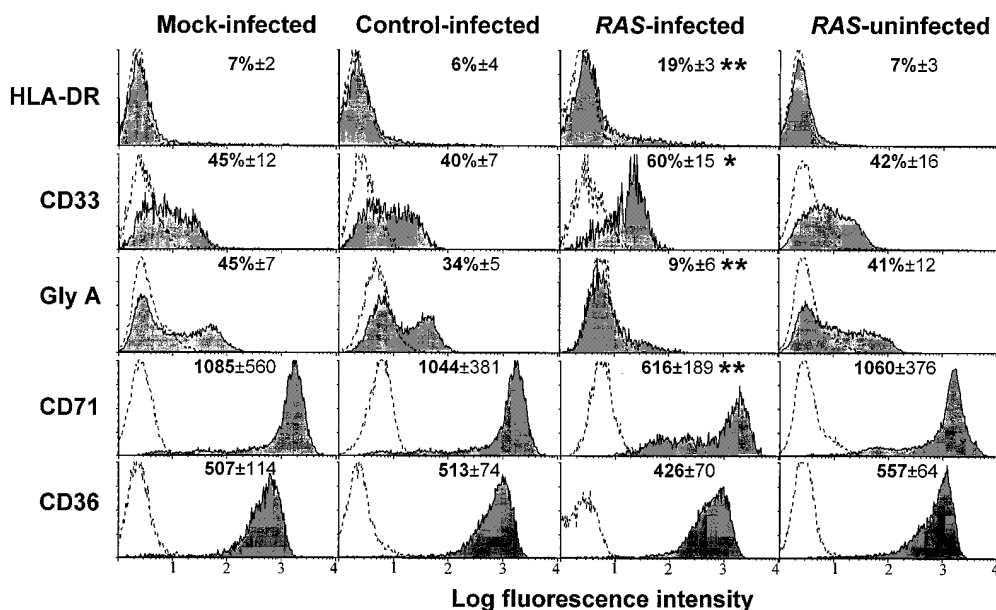 Mock-infected Control-infected RAS-infected RAS-uninfected
HLA-DR 7%±2 6%±4 19%±3 ** 7%±3
CD33 45%±12 40%±7 60%±15 * 42%±16
Gly A 45%±7 34%±5 9%±6 ** 41%±12
CD71 1085±560 1044±381 616±189 ** 1060±376
CD36 507±114 513±74 426±70 557±64
1 2 3 4 1 2 3 4 1 2 3 4 1 2 3 4
Log fluorescence intensity